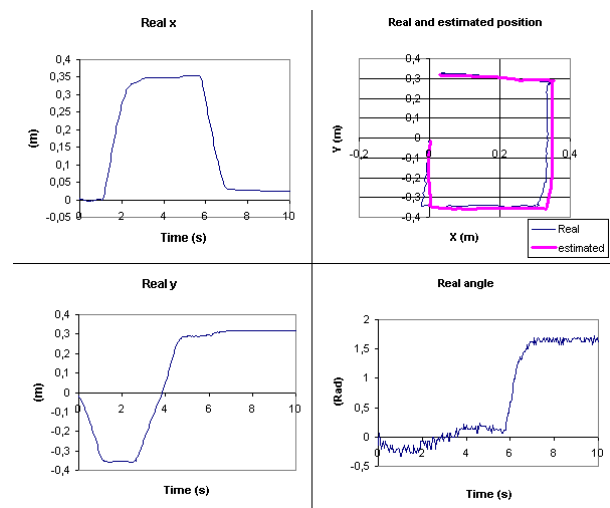 Real x
0,4
0,35
0,3
0,25
0,2
0,15
0,1
0,05
0
-0,05
0 2 4 6 8 10
(m)
Time (s)
Real and estimated position
0,4
0,3
0,2
0,1
0
-0,1
-0,2
-0,3
-0,4
-0,2 0 0,2 0,4
Y (m)
X (m)
Real
estimated
Real y
0,4
0,3
0,2
0,1
0
-0,1
-0,2
-0,3
-0,4
0 2 4 6 8 10
(m)
Time (s)
Real angle
2
1,5
1
0,5
0
-0,5
0 2 4 6 8 10
(Rad)
Time (s)